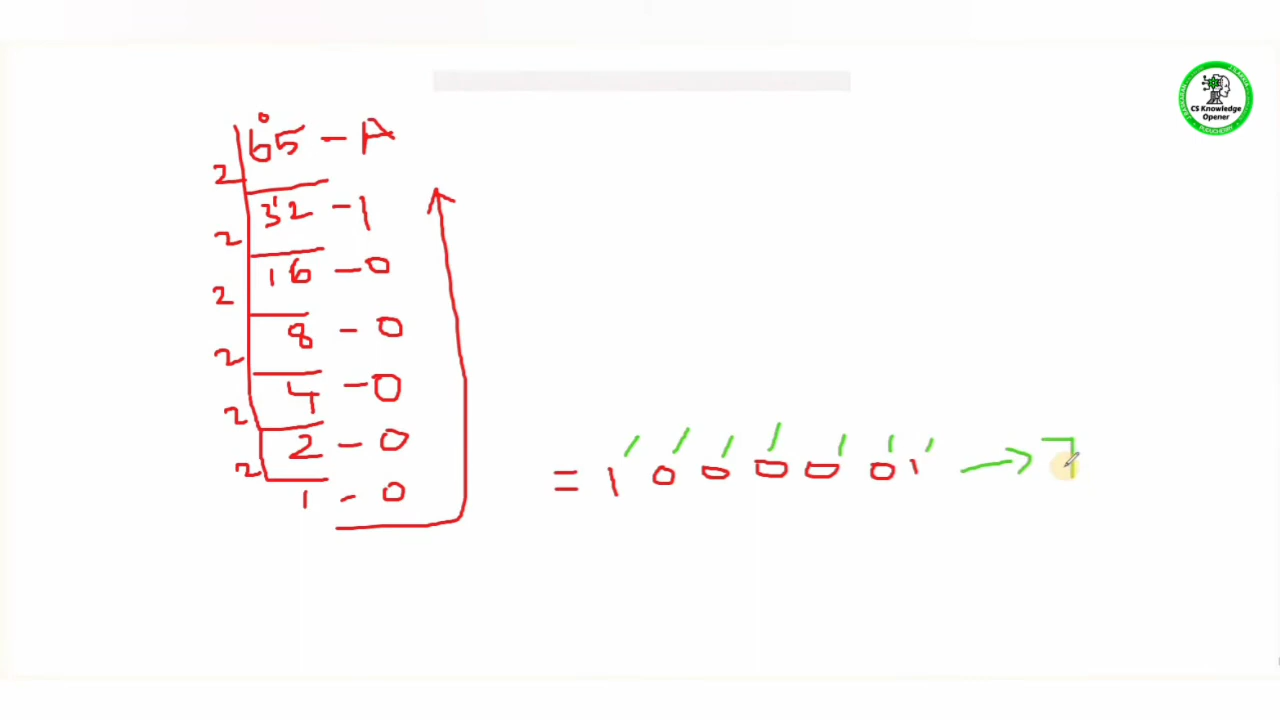 65 - A
2
32 - 1
2
16 - 0
2
8 - 0
2
4 - 0
2
2 - 0
2
1 - 0
= 1 0 0 0 0 0 1 → 7
CS Knowledge
Opener
PUDUCHERRY